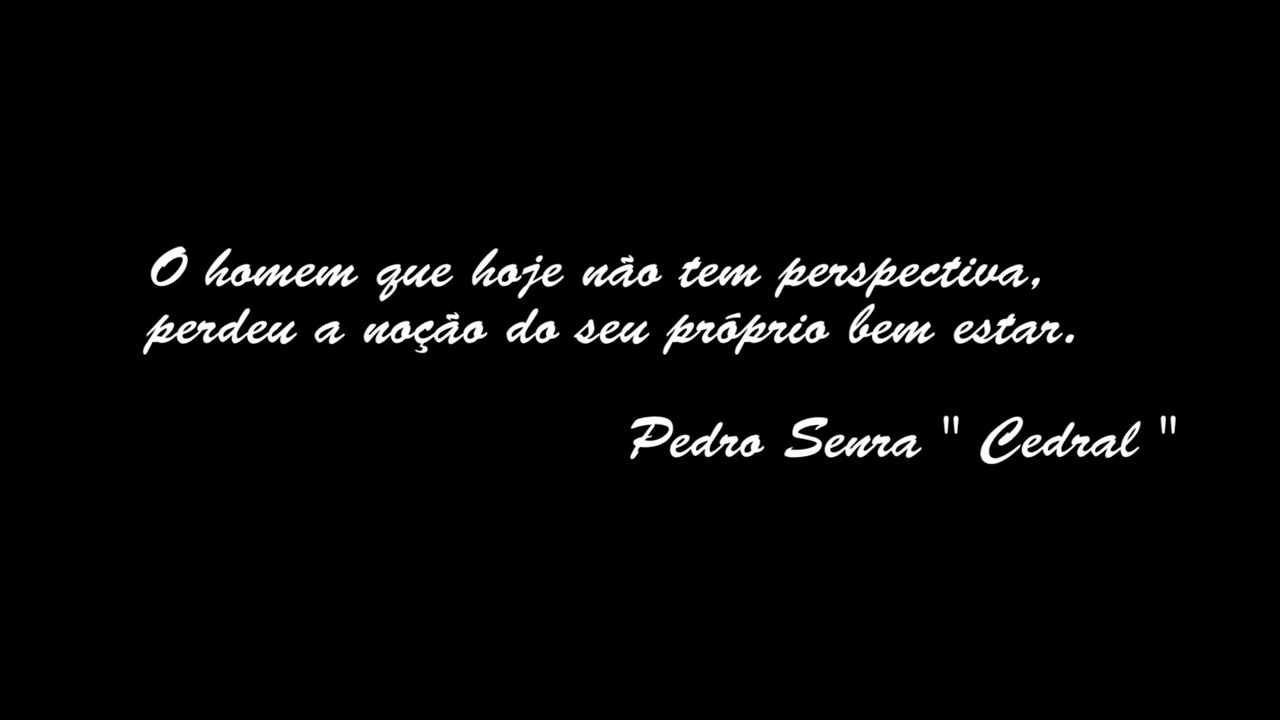 O homem que hoje não tem perspectiva,
perdeu a noção do seu próprio bem estar.
Pedro Senra " Cedral "